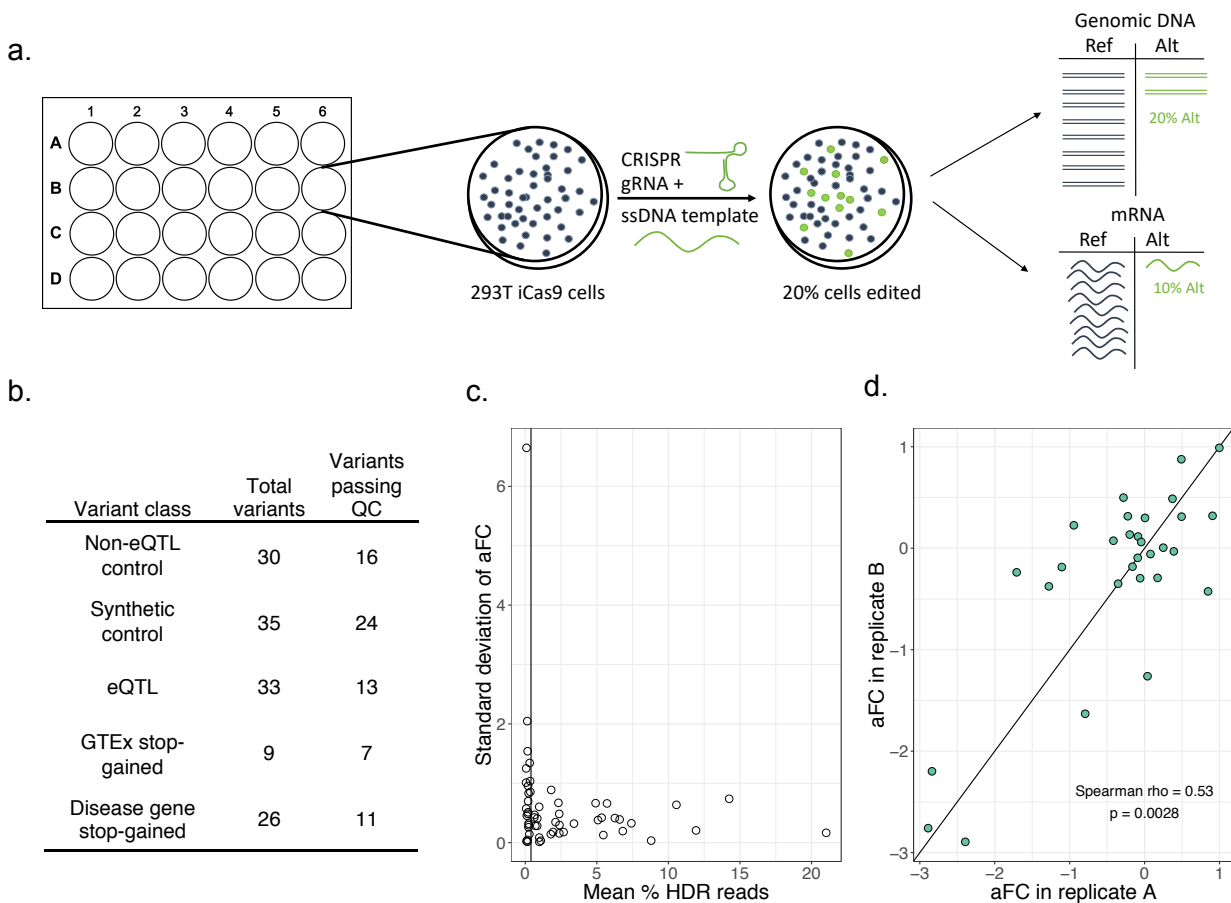 a.
1 2 3 4 5 6
A
B
C
D
293T iCas9 cells
CRISPR
gRNA +
ssDNA template
20% cells edited
Genomic DNA
Ref Alt
20% Alt
mRNA
Ref Alt
10% Alt
b.
Variant class Total variants Variants passing QC
Non-eQTL control 30 16
Synthetic control 35 24
eQTL 33 13
GTEx stop-gained 9 7
Disease gene stop-gained 26 11
c.
Standard deviation of aFC
6
4
2
0
0 5 10 15 20
Mean % HDR reads
d.
aFC in replicate B
1
0
−1
−2
−3
Spearman rho = 0.53
p = 0.0028
−3 −2 −1 0 1
aFC in replicate A